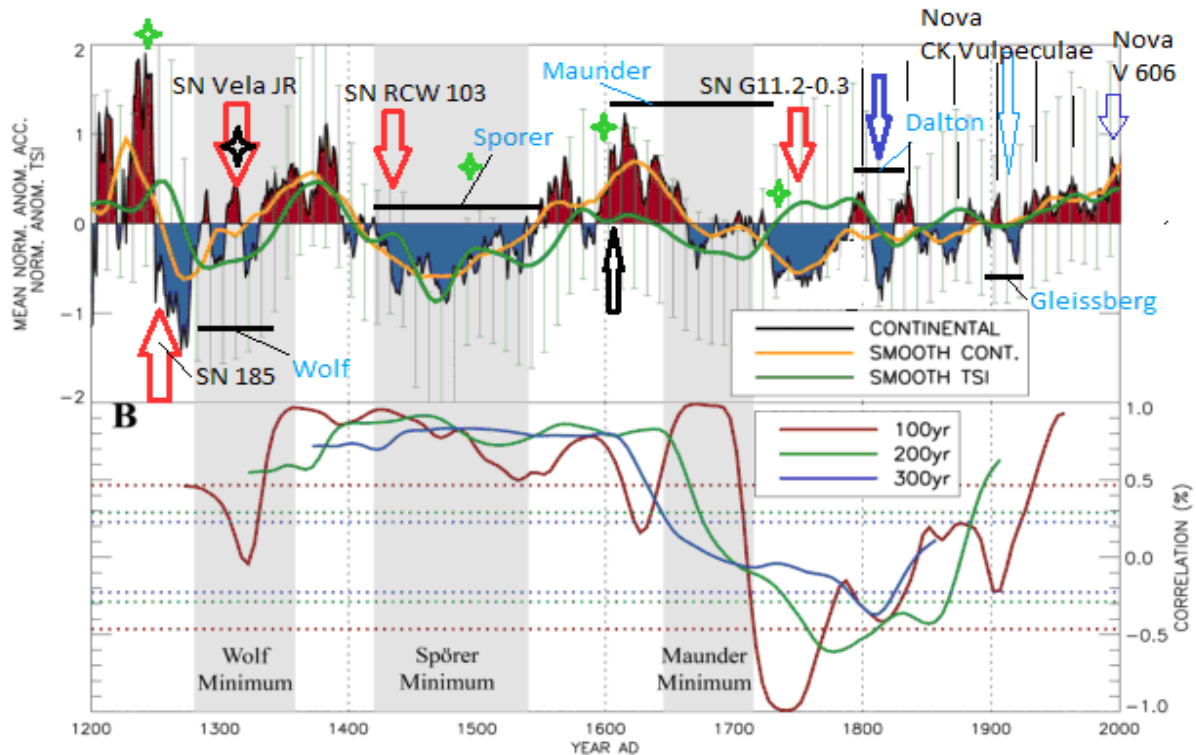 Nova
CK Vulpeculae
Nova
V 606
SN Vela JR
SN RCW 103
Maunder
SN G11.2-0.3
Sporer
Dalton
2
1
0
-1
-2
MEAN NORM. ANOM. ACC.
NORM. ANOM. TSI
SN 185
Wolf
Gleissberg
CONTINENTAL
SMOOTH CONT.
SMOOTH TSI
B
100yr
200yr
300yr
1.0
0.5
0.0
-0.5
-1.0
CORRELATION (%)
Wolf
Minimum
Spörer
Minimum
Maunder
Minimum
1200 1300 1400 1500 1600 1700 1800 1900 2000
YEAR AD